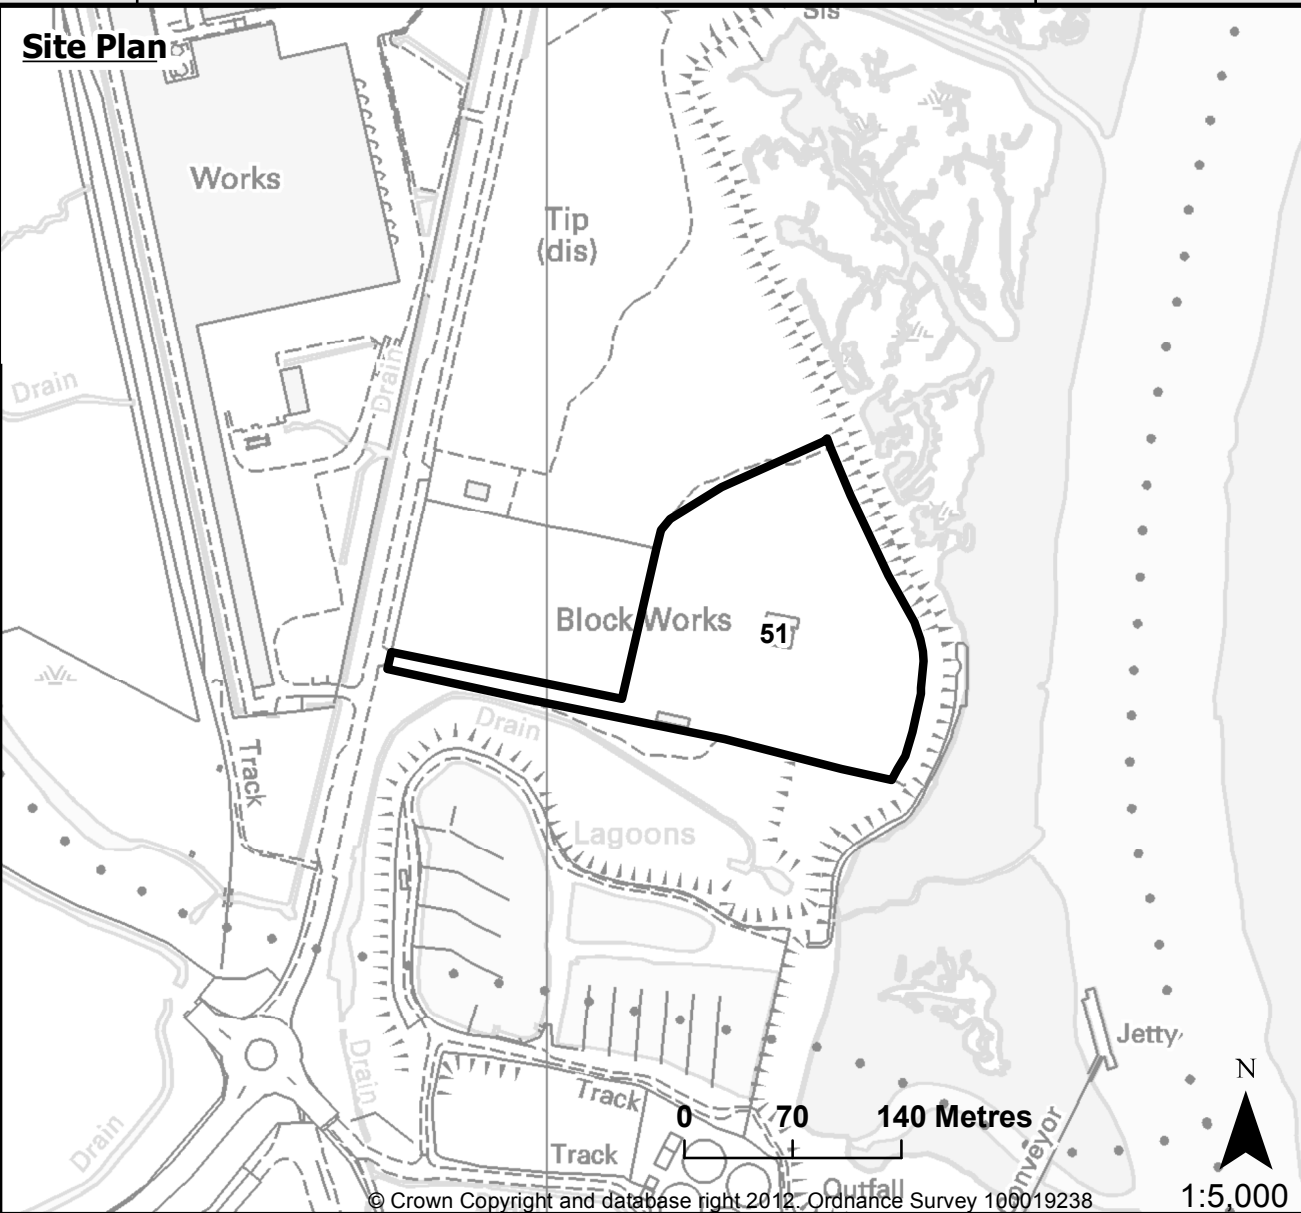 Site Plan
Sls
Works
Tip
(dis)
Drain
Drain
Block Works
51
Drain
Track
Lagoons
Jetty
Drain
N
Track
0 70 140 Metres
Drain
Track
Outfall
1:5,000
© Crown Copyright and database right 2012. Ordnance Survey 100019238